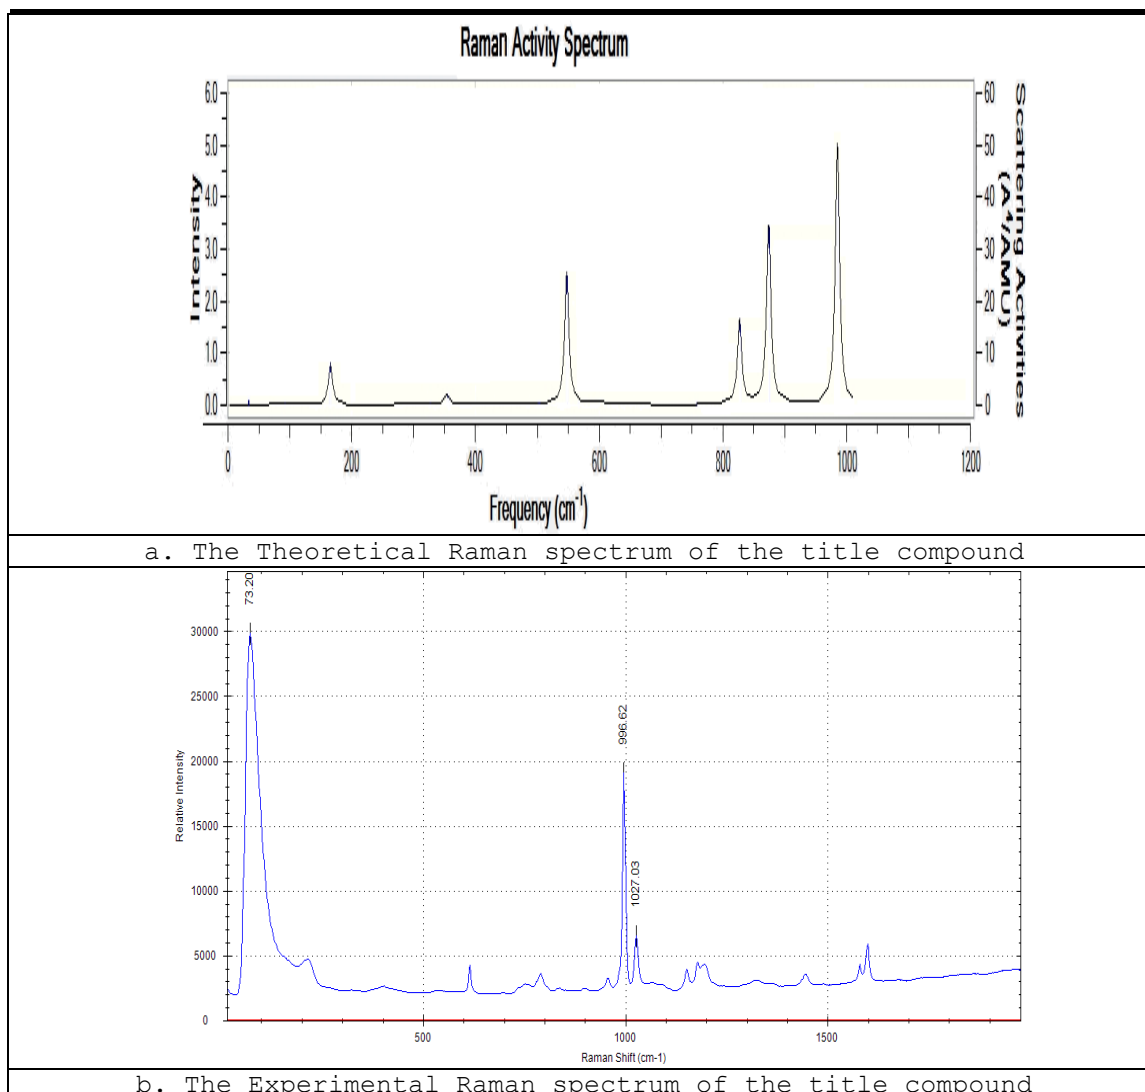 Raman Activity Spectrum
6.0
5.0
4.0
3.0
2.0
1.0
0.0
Intensity
60
50
40
30
20
10
0
Scattering Activities
(A⁴/AMU)
0 200 400 600 800 1000 1200
Frequency (cm⁻¹)
a. The Theoretical Raman spectrum of the title compound
73.20
996.62
1027.03
30000
25000
20000
15000
10000
5000
0
Relative Intensity
500 1000 1500
Raman Shift (cm-1)
b. The Experimental Raman spectrum of the title compound